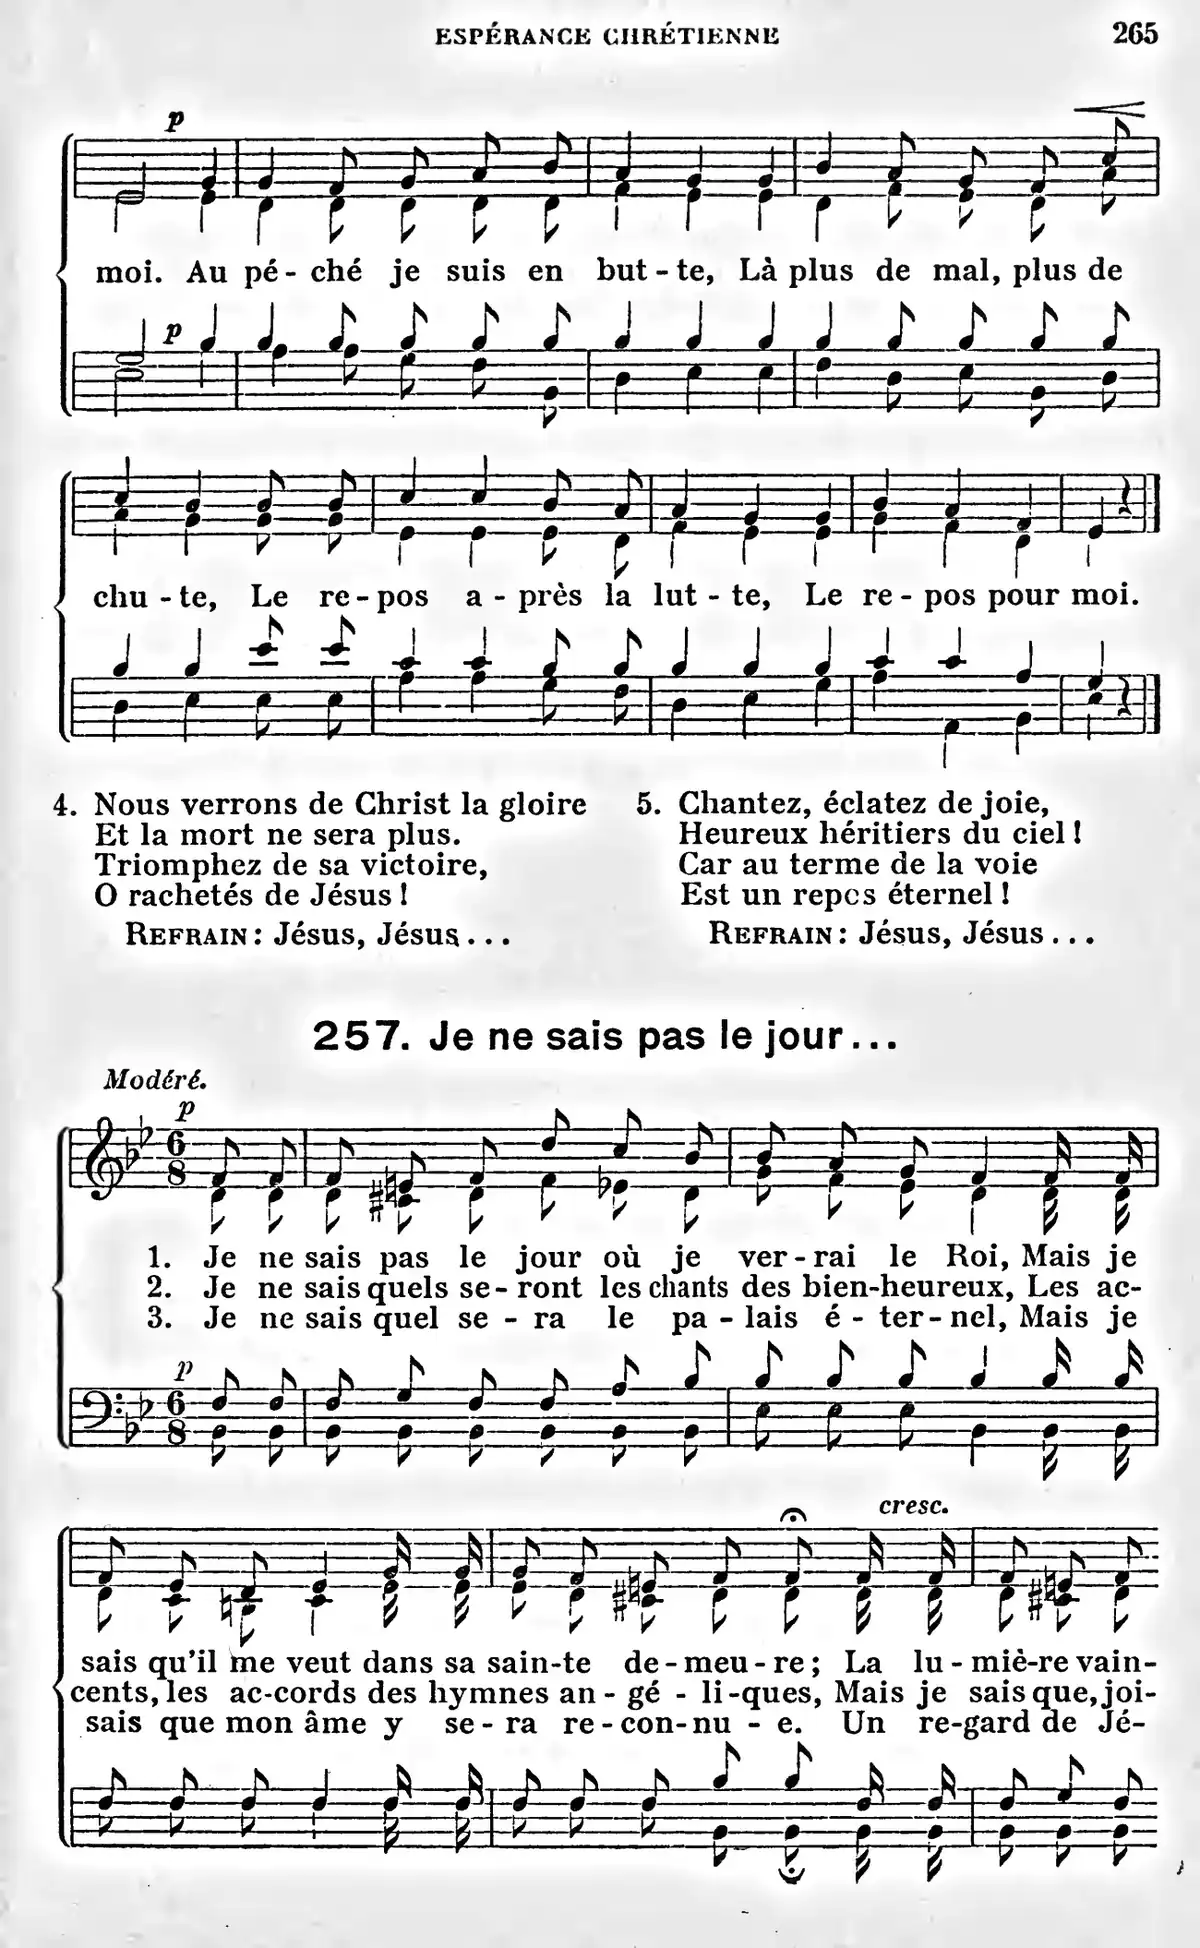 ESPÉRANCE CHRÉTIENNE 265
p
moi. Au pé - ché je suis en but - te, Là plus de mal, plus de
p
chu - te, Le re - pos a - près la lut - te, Le re - pos pour moi.
4. Nous verrons de Christ la gloire
Et la mort ne sera plus.
Triomphez de sa victoire,
O rachetés de Jésus !
REFRAIN : Jésus, Jésus...
5. Chantez, éclatez de joie,
Heureux héritiers du ciel !
Car au terme de la voie
Est un repos éternel !
REFRAIN : Jésus, Jésus...
257. Je ne sais pas le jour...
Modéré.
p
6
8
1. Je ne sais pas le jour où je ver - rai le Roi, Mais je
2. Je ne sais quels se - ront les chants des bien-heureux, Les ac-
3. Je ne sais quel se - ra le pa - lais é - ter - nel, Mais je
p
6
8
cresc.
sais qu'il me veut dans sa sain-te de - meu - re ; La lu - miè-re vain-
cents, les ac-cords des hymnes an - gé - li -ques, Mais je sais que, joi-
sais que mon âme y se - ra re - con- nu - e. Un re-gard de Jé-